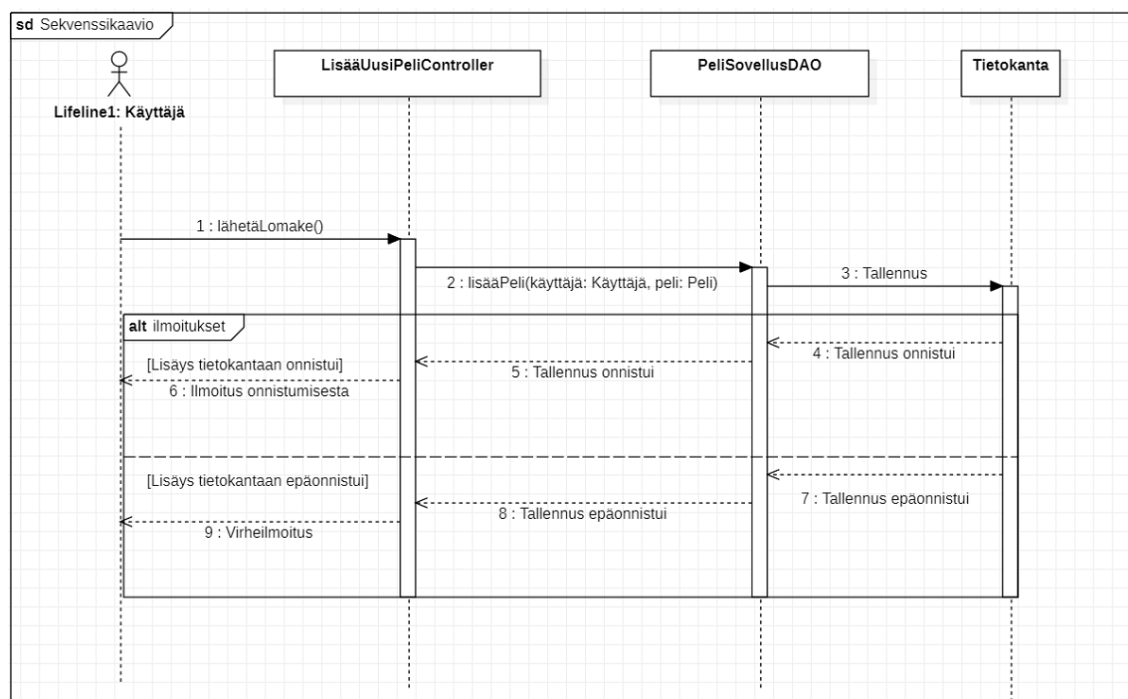 sd Sekvenssikaavio
LisääUusiPeliController
PeliSovellusDAO
Tietokanta
Lifeline1: Käyttäjä
1 : lähetäLomake()
2 : lisääPeli(käyttäjä: Käyttäjä, peli: Peli)
3 : Tallennus
alt ilmoitukset
4 : Tallennus onnistui
[Lisäys tietokantaan onnistui]
5 : Tallennus onnistui
6 : Ilmoitus onnistumisesta
[Lisäys tietokantaan epäonnistui]
7 : Tallennus epäonnistui
8 : Tallennus epäonnistui
9 : Virheilmoitus